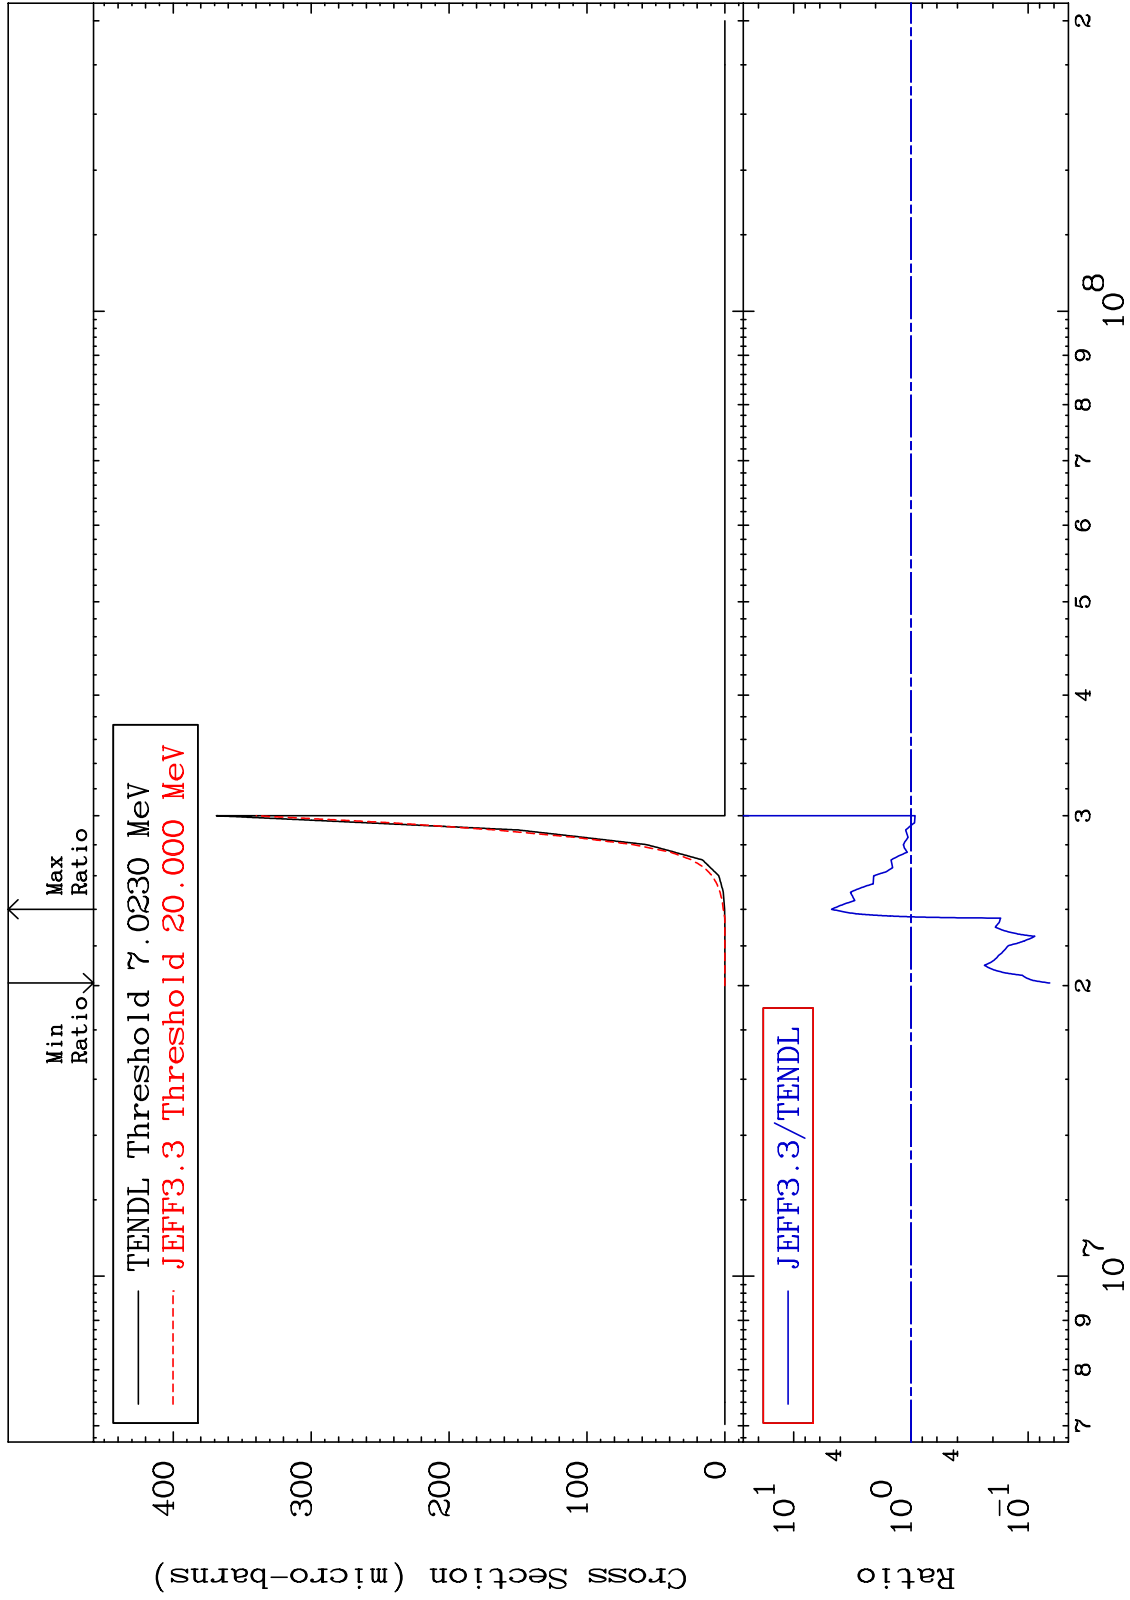 Min
Ratio
Max
Ratio
TENDL Threshold 7.0230 MeV
JEFF3.3 Threshold 20.000 MeV
Cross Section (micro-barns)
400
300
200
100
0
JEFF3.3/TENDL
Ratio
10^1
4
10^0
4
10^-1
7 8 9 2 3 4 5 6 7 8 9 2
10^7 10^8